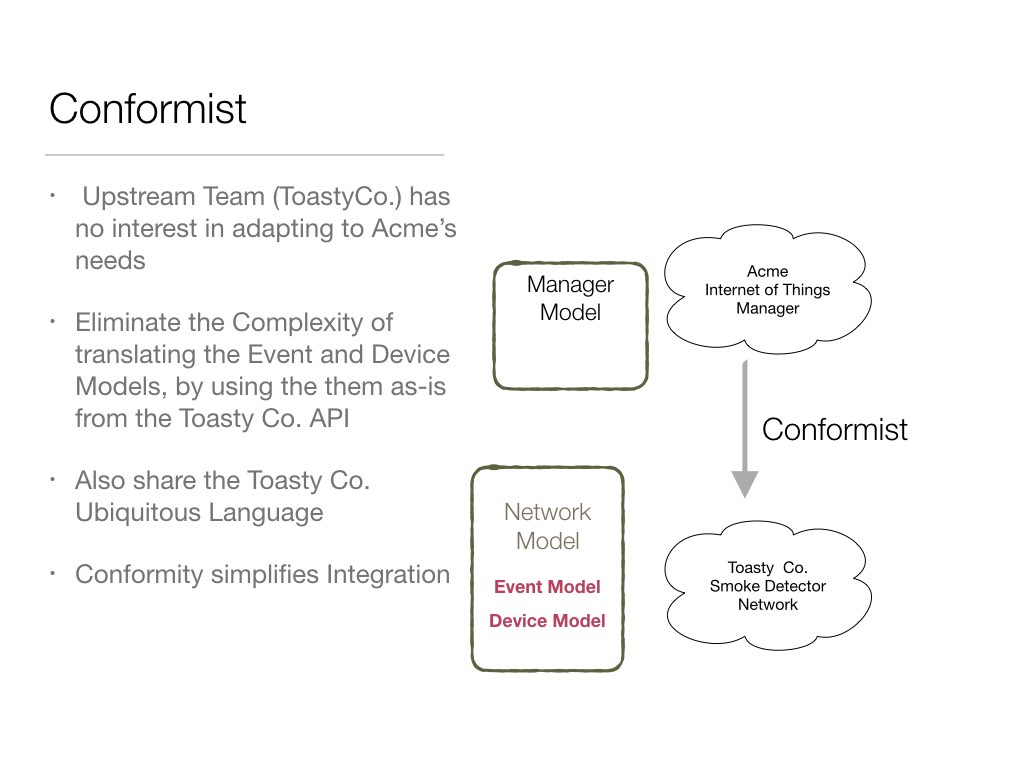 Conformist
• Upstream Team (ToastyCo.) has
no interest in adapting to Acme’s
needs
• Eliminate the Complexity of
translating the Event and Device
Models, by using the them as-is
from the Toasty Co. API
• Also share the Toasty Co.
Ubiquitous Language
• Conformity simplifies Integration
Manager
Model
Acme
Internet of Things
Manager
Conformist
Network
Model
Event Model
Device Model
Toasty Co.
Smoke Detector
Network